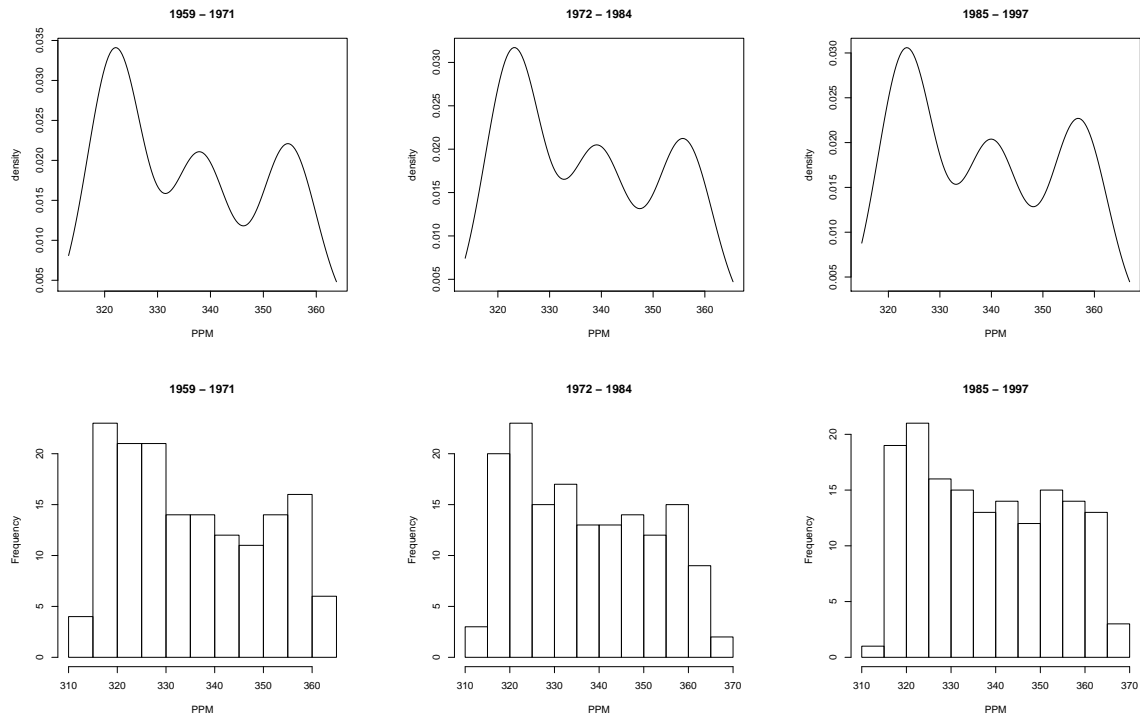 1959 – 1971
density
0.005 0.010 0.015 0.020 0.025 0.030 0.035
320 330 340 350 360
PPM
1972 – 1984
density
0.005 0.010 0.015 0.020 0.025 0.030
320 330 340 350 360
PPM
1985 – 1997
density
0.005 0.010 0.015 0.020 0.025 0.030
320 330 340 350 360
PPM
1959 – 1971
Frequency
0 5 10 15 20
310 320 330 340 350 360
PPM
1972 – 1984
Frequency
0 5 10 15 20
310 320 330 340 350 360 370
PPM
1985 – 1997
Frequency
0 5 10 15 20
310 320 330 340 350 360 370
PPM